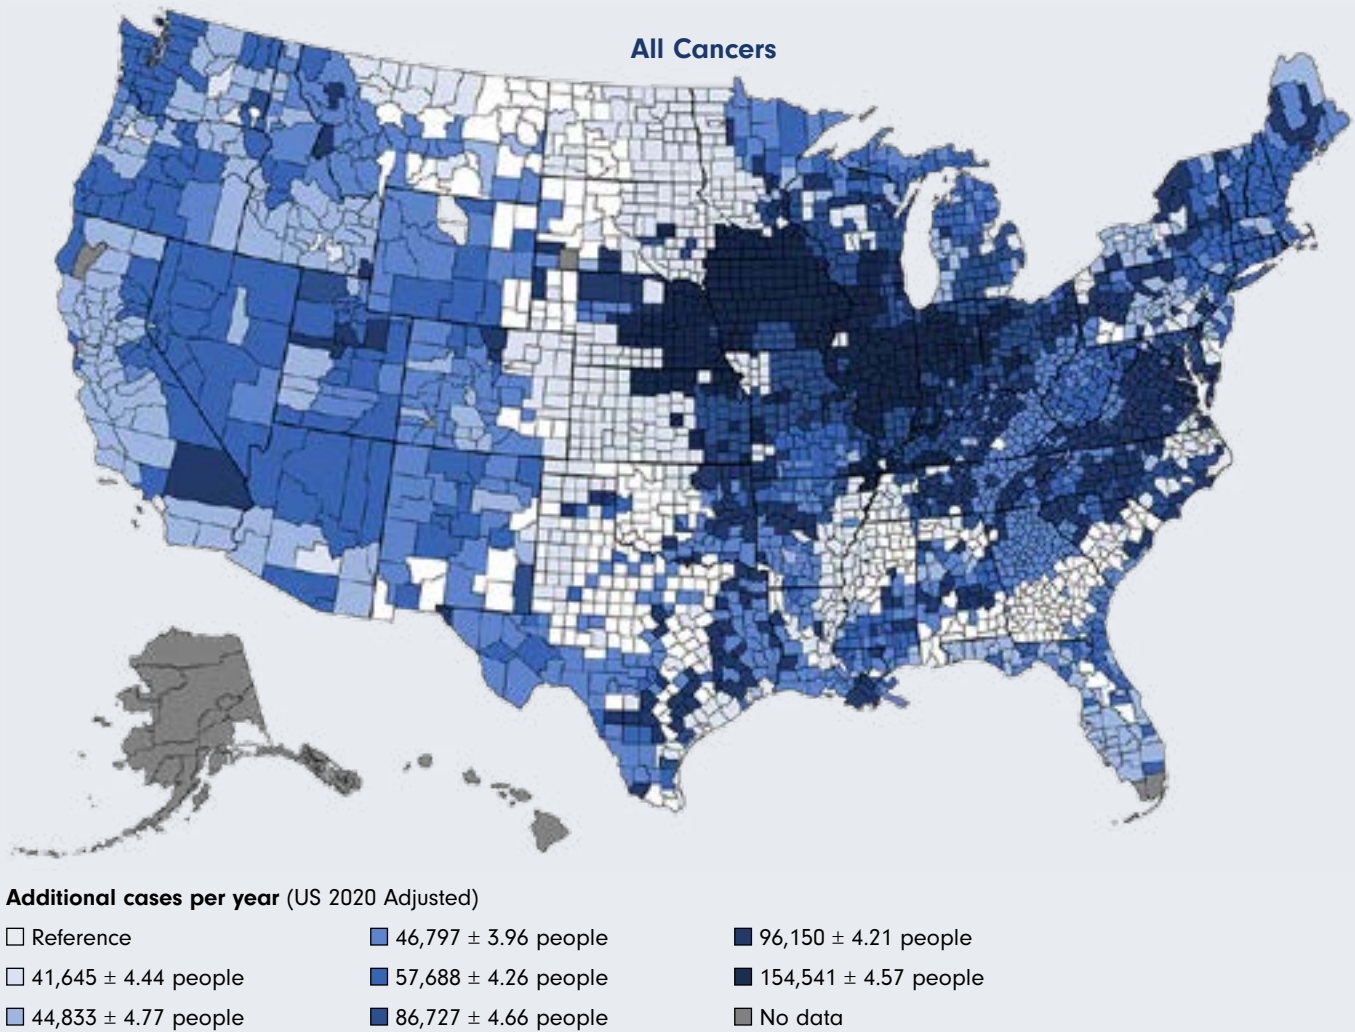 All Cancers
Additional cases per year (US 2020 Adjusted)
Reference
41,645 ± 4.44 people
44,833 ± 4.77 people
46,797 ± 3.96 people
57,688 ± 4.26 people
86,727 ± 4.66 people
96,150 ± 4.21 people
154,541 ± 4.57 people
No data